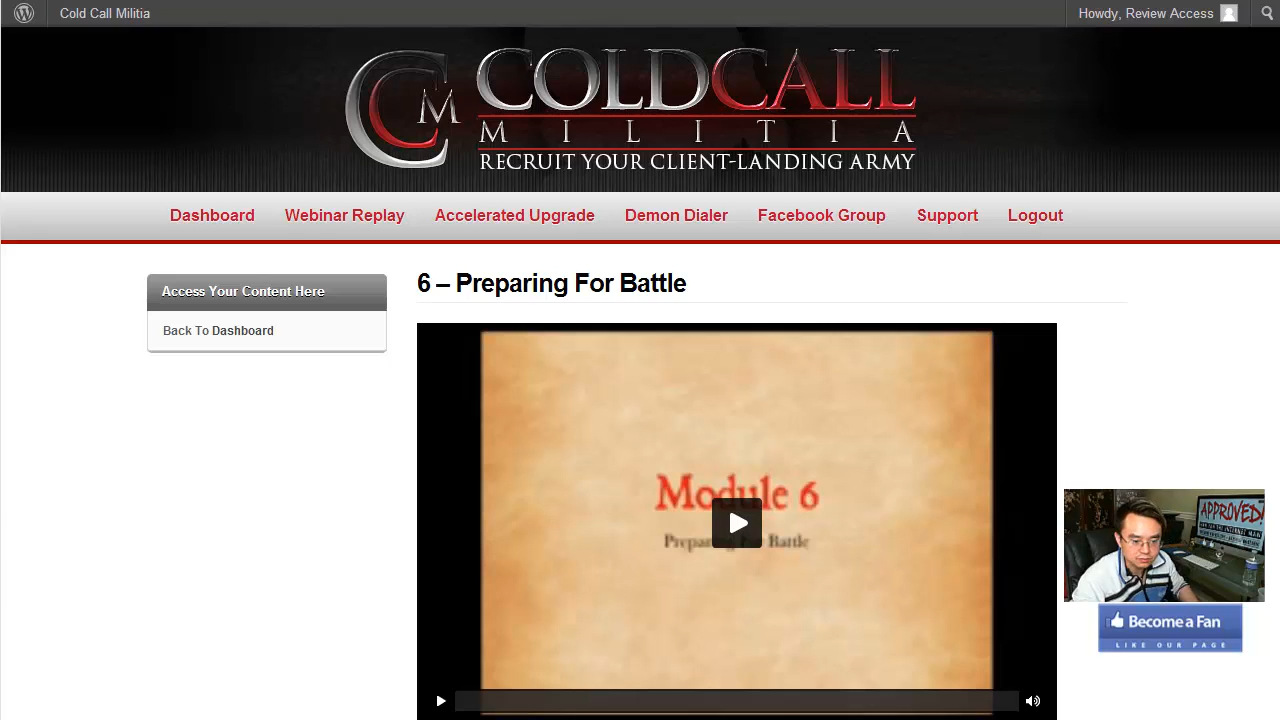 Cold Call Militia
Howdy, Review Access
CCM
COLDCALL
MILITIA
RECRUIT YOUR CLIENT-LANDING ARMY
Dashboard Webinar Replay Accelerated Upgrade Demon Dialer Facebook Group Support Logout
Access Your Content Here
Back To Dashboard
6 – Preparing For Battle
Module 6
Battle
APPROVED!
Become a Fan
LIKE OUR PAGE